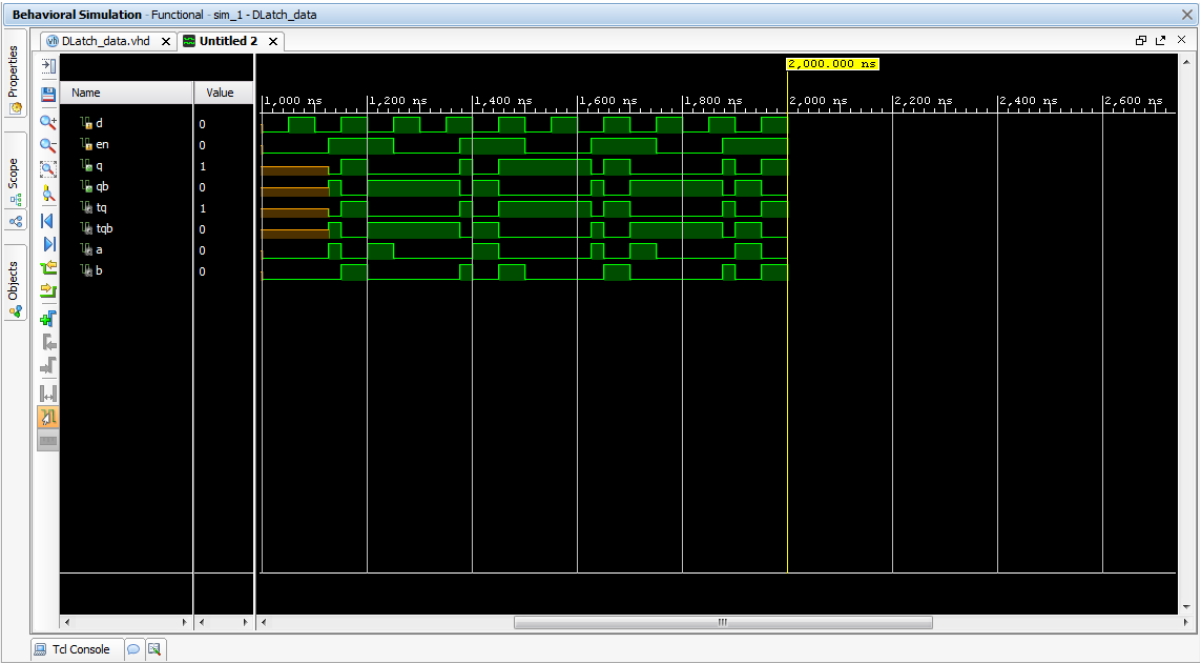 Behavioral Simulation - Functional - sim_1 - DLatch_data
DLatch_data.vhd
Untitled 2
Properties
Scope
Objects
Name
Value
2,000.000 ns
1,000 ns
1,200 ns
1,400 ns
1,600 ns
1,800 ns
2,000 ns
2,200 ns
2,400 ns
2,600 ns
d 0
en 0
q 1
qb 0
tq 1
tqb 0
a 0
b 0
Tcl Console